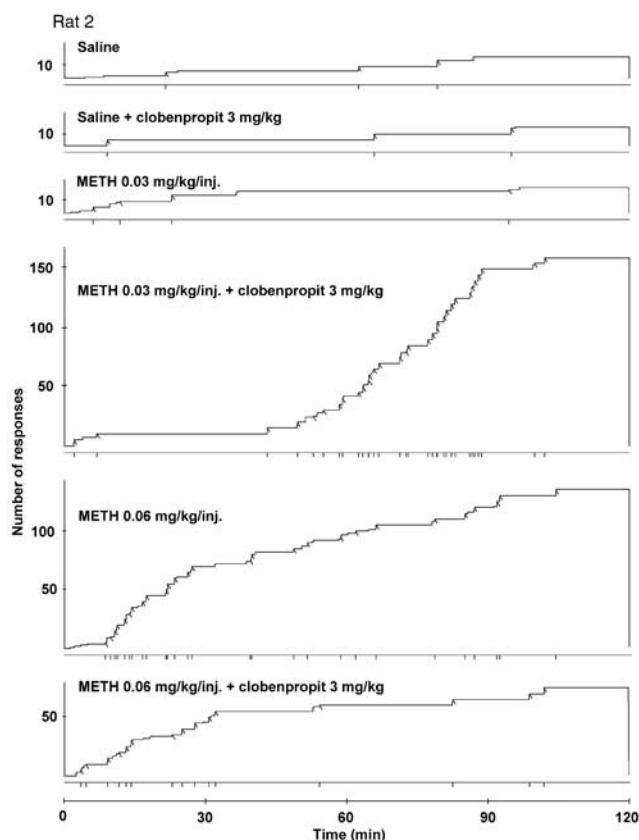 Rat 2
Saline
10
Saline + clobenpropit 3 mg/kg
10
METH 0.03 mg/kg/inj.
10
150
METH 0.03 mg/kg/inj. + clobenpropit 3 mg/kg
100
50
Number of responses
METH 0.06 mg/kg/inj.
100
50
METH 0.06 mg/kg/inj. + clobenpropit 3 mg/kg
50
0 30 60 90 120
Time (min)